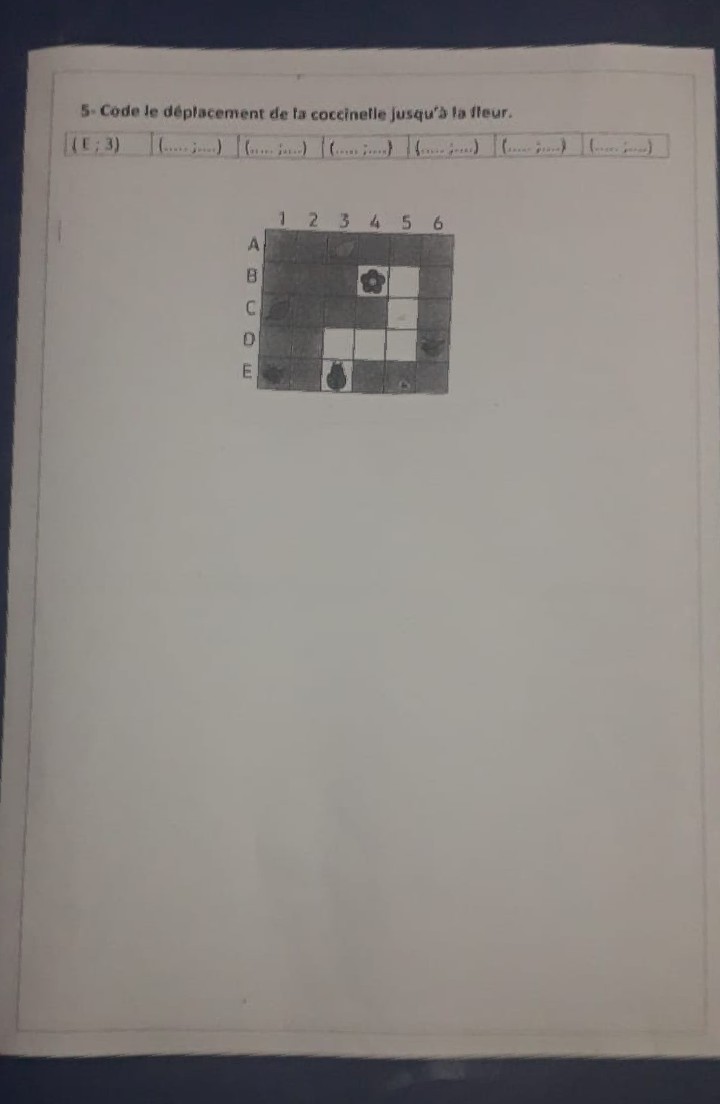 5- Code le déplacement de la coccinelle jusqu'à la fleur.
( E ; 3) (..... ;....) (..... ;....) (..... ;....) (..... ;....) (..... ;....) (..... ;....)
1 2 3 4 5 6
A
B
C
D
E